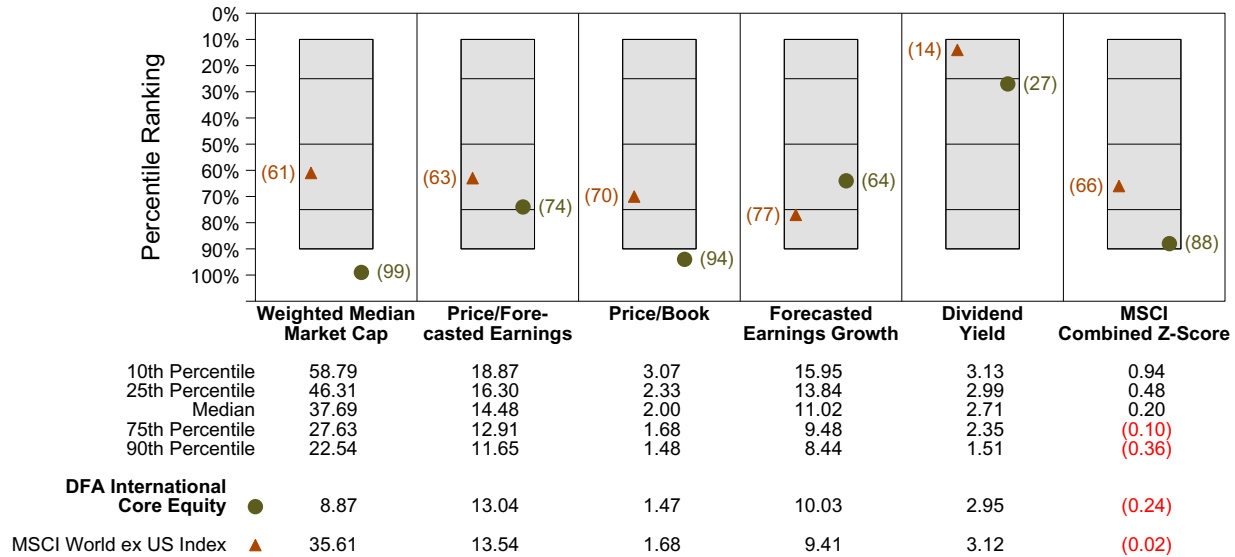 Percentile Ranking
0%
10%
20%
30%
40%
50%
60%
70%
80%
90%
100%
(61)
(99)
(63)
(74)
(70)
(94)
(77)
(64)
(14)
(27)
(66)
(88)
Weighted Median
Market Cap
Price/Fore-
casted Earnings
Price/Book
Forecasted
Earnings Growth
Dividend
Yield
MSCI
Combined Z-Score
10th Percentile 58.79 18.87 3.07 15.95 3.13 0.94
25th Percentile 46.31 16.30 2.33 13.84 2.99 0.48
Median 37.69 14.48 2.00 11.02 2.71 0.20
75th Percentile 27.63 12.91 1.68 9.48 2.35 (0.10)
90th Percentile 22.54 11.65 1.48 8.44 1.51 (0.36)
DFA International
Core Equity 8.87 13.04 1.47 10.03 2.95 (0.24)
MSCI World ex US Index 35.61 13.54 1.68 9.41 3.12 (0.02)